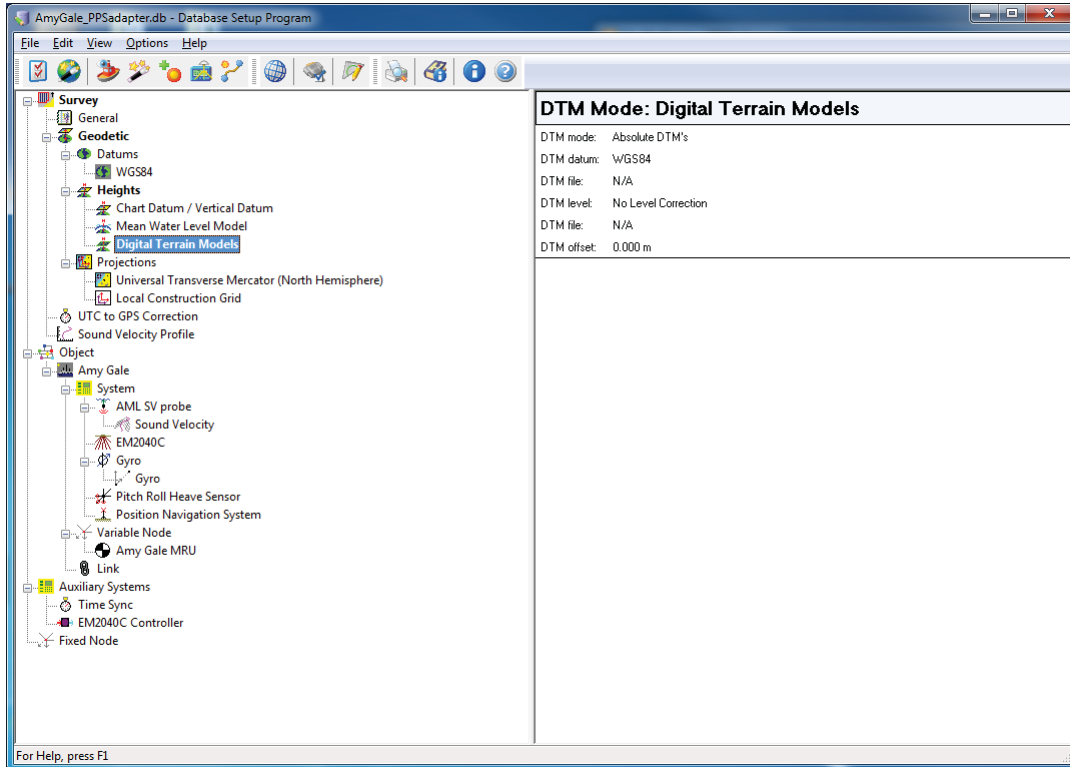 AmyGale_PPSadapter.db - Database Setup Program
File Edit View Options Help
Survey
General
Geodetic
Datums
WGS84
Heights
Chart Datum / Vertical Datum
Mean Water Level Model
Digital Terrain Models
Projections
Universal Transverse Mercator (North Hemisphere)
Local Construction Grid
UTC to GPS Correction
Sound Velocity Profile
Object
Amy Gale
System
AML SV probe
Sound Velocity
EM2040C
Gyro
Gyro
Pitch Roll Heave Sensor
Position Navigation System
Variable Node
Amy Gale MRU
Link
Auxiliary Systems
Time Sync
EM2040C Controller
Fixed Node
DTM Mode: Digital Terrain Models
DTM mode: Absolute DTM's
DTM datum: WGS84
DTM file: N/A
DTM level: No Level Correction
DTM file: N/A
DTM offset: 0.000 m
For Help, press F1